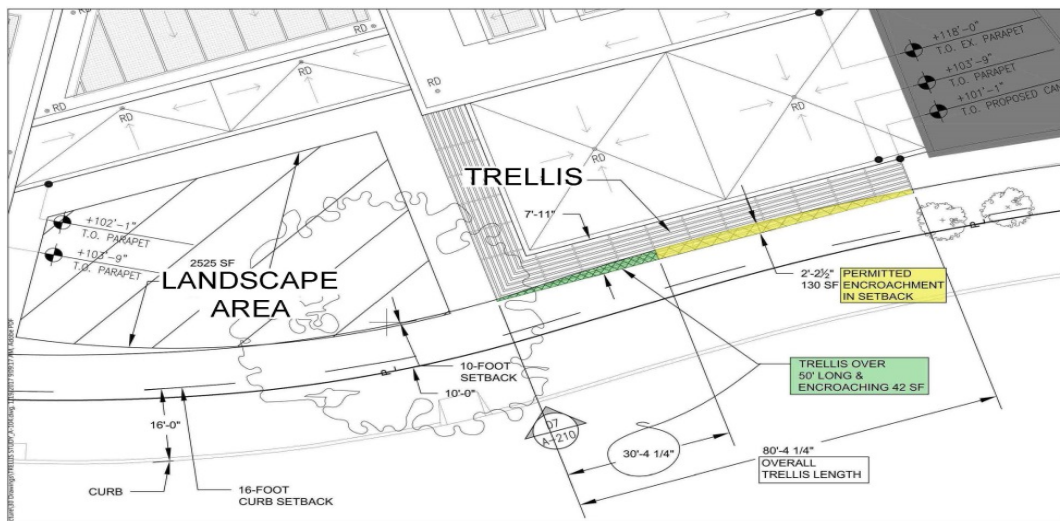 +118'-0"
T.O. EX. PARAPET
+103'-9"
T.O. PARAPET
+101'-1"
T.O. PROPOSED CAN
RD
RD
RD
RD
RD
RD
RD
TRELLIS
7'-11"
+102'-1"
T.O. PARAPET
+103'-9"
T.O. PARAPET
2525 SF
LANDSCAPE
AREA
2'-2½"
130 SF
PERMITTED
ENCROACHMENT
IN SETBACK
10-FOOT
SETBACK
10'-0"
TRELLIS OVER
50' LONG &
ENCROACHING 42 SF
16'-0"
07
A-210
30'-4 1/4"
80'-4 1/4"
OVERALL
TRELLIS LENGTH
CURB
16-FOOT
CURB SETBACK